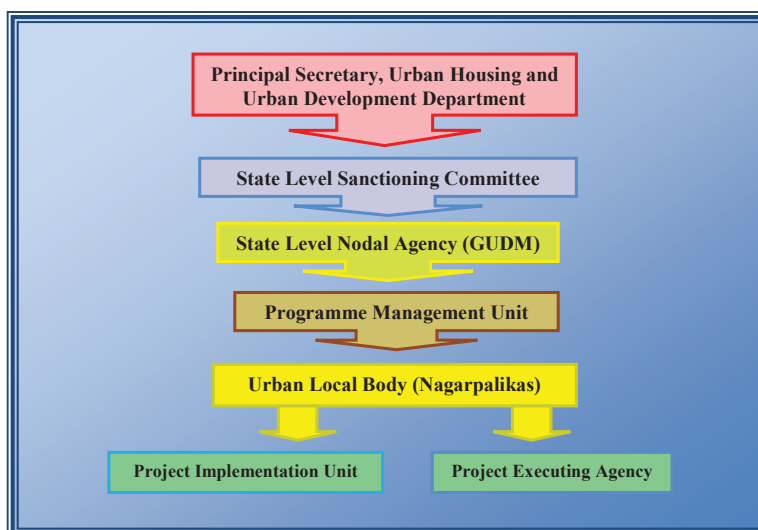 Principal Secretary, Urban Housing and
Urban Development Department
State Level Sanctioning Committee
State Level Nodal Agency (GUDM)
Programme Management Unit
Urban Local Body (Nagarpalikas)
Project Implementation Unit
Project Executing Agency